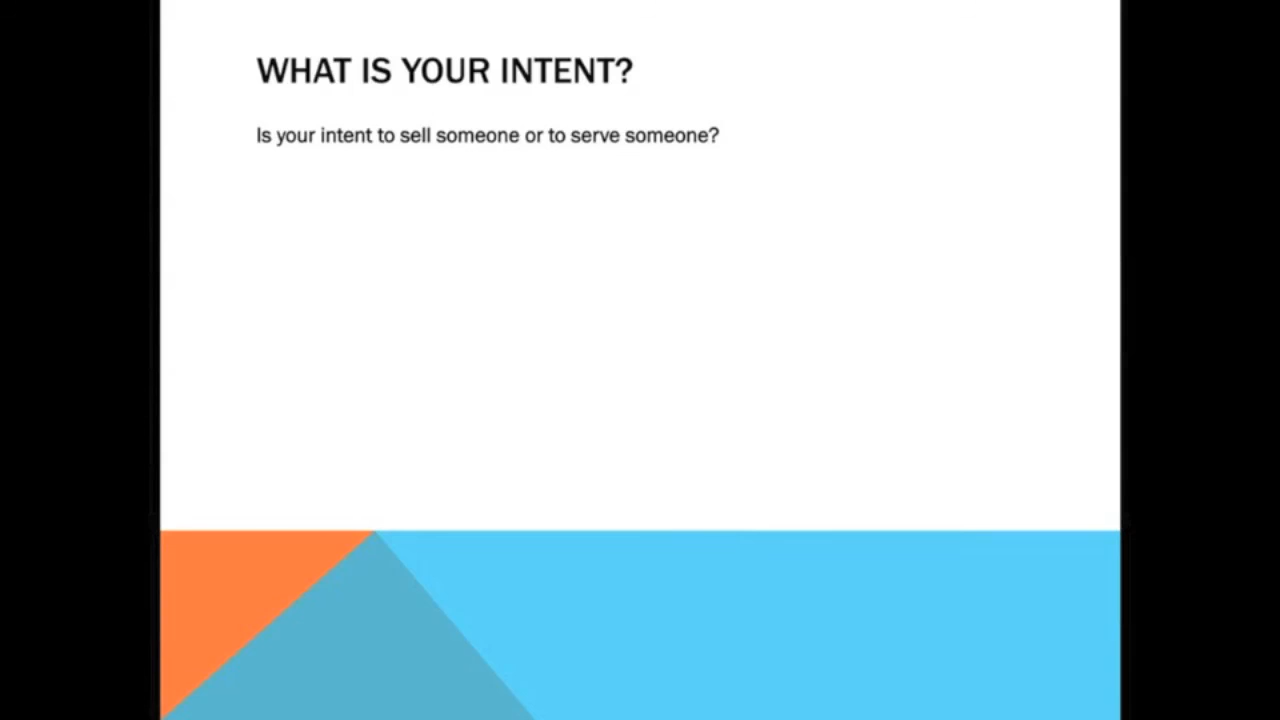 WHAT IS YOUR INTENT?
Is your intent to sell someone or to serve someone?